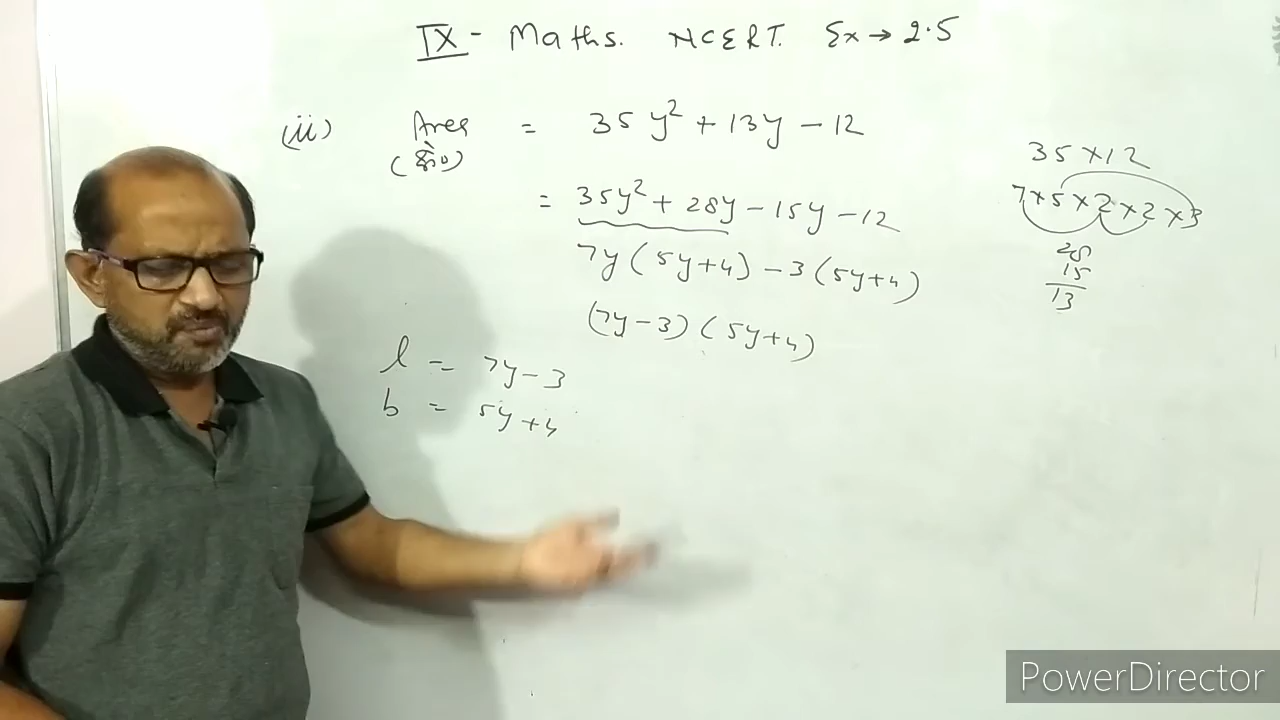 IX - Maths. NCERT. Ex → 2.5
(ii) Area = 35y² + 13y - 12
(क्षे०)
= 35y² + 28y - 15y - 12
7y(5y+4) - 3(5y+4)
(7y-3)(5y+4)
l = 7y-3
b = 5y+4
35×12
7×5×2×2×3
28
15
13
PowerDirector